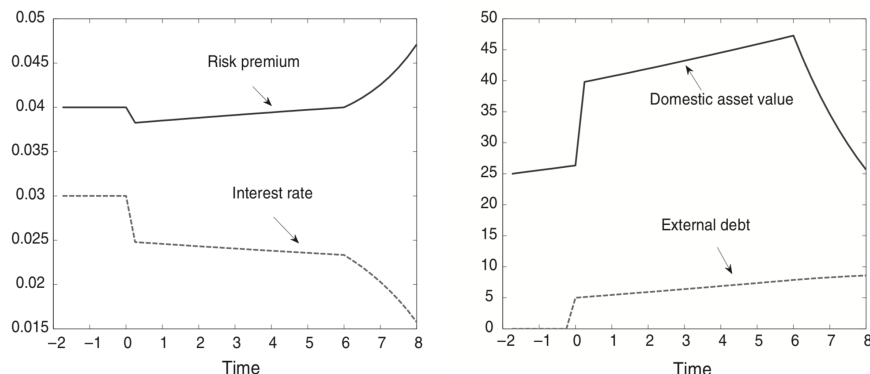 0.05
0.045
0.04
0.035
0.03
0.025
0.02
0.015
Risk premium
Interest rate
−2 −1 0 1 2 3 4 5 6 7 8
Time
50
45
40
35
30
25
20
15
10
5
0
Domestic asset value
External debt
−2 −1 0 1 2 3 4 5 6 7 8
Time